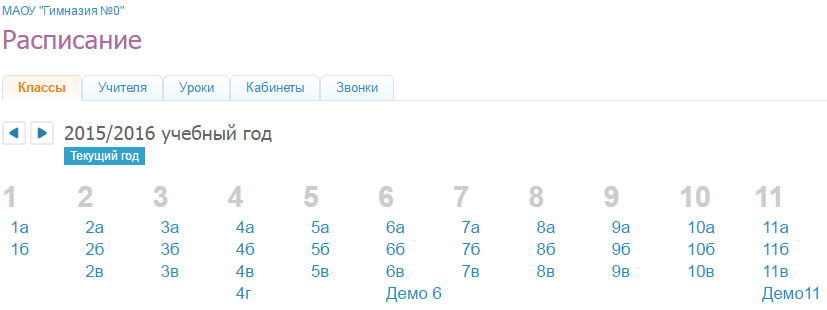 МАОУ "Гимназия №0"
Расписание
Классы Учителя Уроки Кабинеты Звонки
2015/2016 учебный год
Текущий год
1 2 3 4 5 6 7 8 9 10 11
1а 2а 3а 4а 5а 6а 7а 8а 9а 10а 11а
1б 2б 3б 4б 5б 6б 7б 8б 9б 10б 11б
2в 3в 4в 5в 6в 7в 8в 9в 10в 11в
4г Демо 6 Демо11